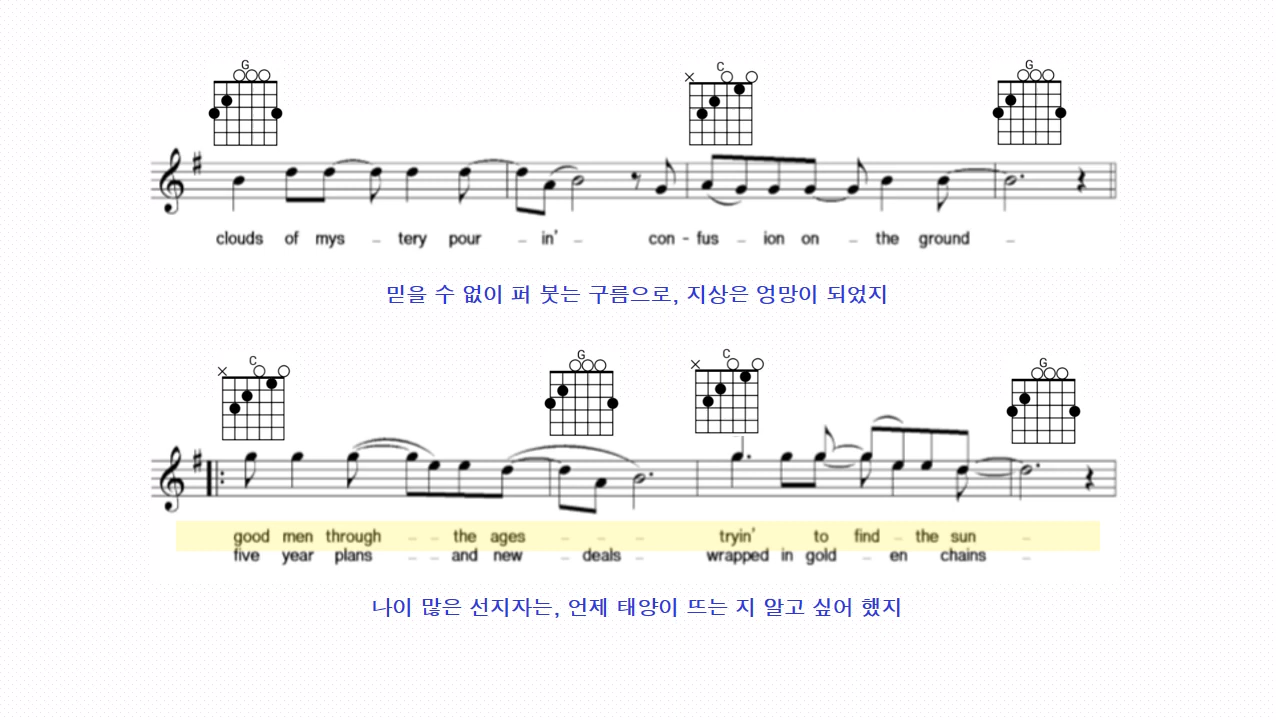 G C G
clouds of mys - tery pour - in' - con - fus - ion on - the ground -
믿을 수 없이 퍼 붓는 구름으로, 지상은 엉망이 되었지
C G C G
good men through - - the ages - - - tryin' to find - the sun -
five year plans - - and new - deals - wrapped in gold - en chains -
나이 많은 선지자는, 언제 태양이 뜨는 지 알고 싶어 했지